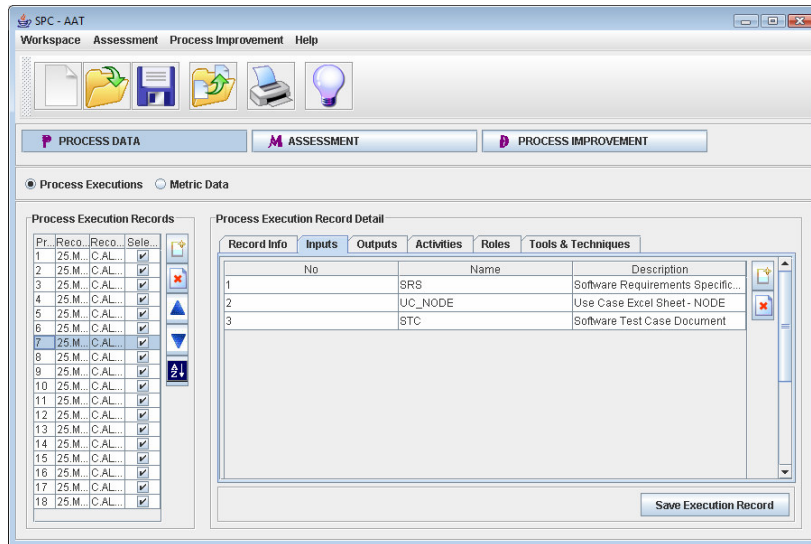 SPC - AAT
Workspace Assessment Process Improvement Help
PROCESS DATA M ASSESSMENT PROCESS IMPROVEMENT
Process Executions Metric Data
Process Execution Records
Pr... Reco... Reco... Sele...
1 25.M... C.AL...
2 25.M... C.AL...
3 25.M... C.AL...
4 25.M... C.AL...
5 25.M... C.AL...
6 25.M... C.AL...
7 25.M... C.AL...
8 25.M... C.AL...
9 25.M... C.AL...
10 25.M... C.AL...
11 25.M... C.AL...
12 25.M... C.AL...
13 25.M... C.AL...
14 25.M... C.AL...
15 25.M... C.AL...
16 25.M... C.AL...
17 25.M... C.AL...
18 25.M... C.AL...
Process Execution Record Detail
Record Info Inputs Outputs Activities Roles Tools & Techniques
No Name Description
1 SRS Software Requirements Specific...
2 UC_NODE Use Case Excel Sheet - NODE
3 STC Software Test Case Document
Save Execution Record